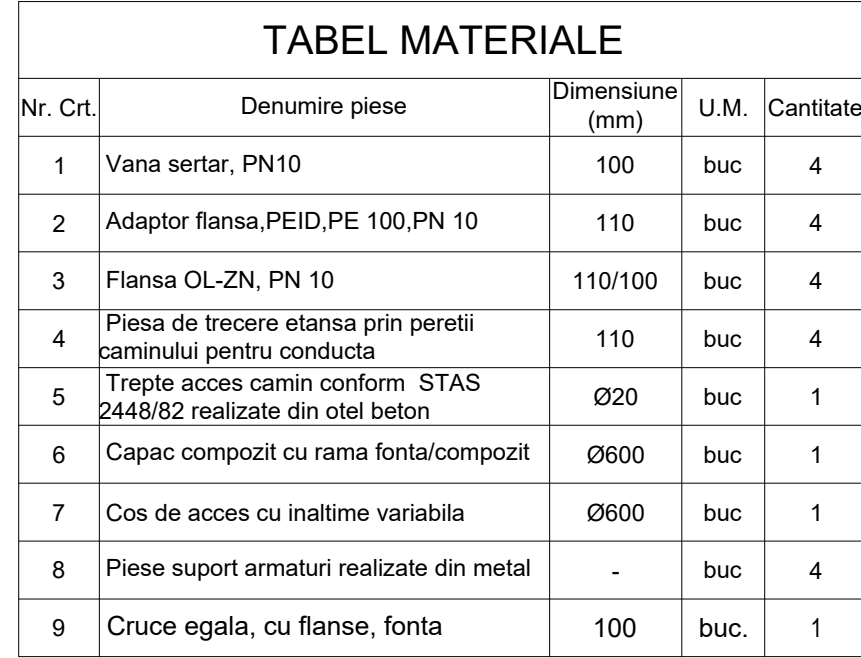 TABEL MATERIALE
Nr. Crt. Denumire piese Dimensiune (mm) U.M. Cantitate
1 Vana sertar, PN10 100 buc 4
2 Adaptor flansa,PEID,PE 100,PN 10 110 buc 4
3 Flansa OL-ZN, PN 10 110/100 buc 4
4 Piesa de trecere etansa prin peretii
caminului pentru conducta 110 buc 4
5 Trepte acces camin conform STAS
2448/82 realizate din otel beton Ø20 buc 1
6 Capac compozit cu rama fonta/compozit Ø600 buc 1
7 Cos de acces cu inaltime variabila Ø600 buc 1
8 Piese suport armaturi realizate din metal - buc 4
9 Cruce egala, cu flanse, fonta 100 buc. 1